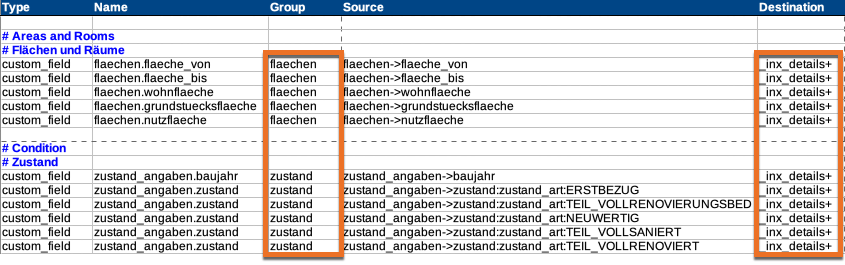 Type Name Group Source Destination
# Areas and Rooms
# Flächen und Räume
custom_field flaechen.flaeche_von flaechen flaechen->flaeche_von _inx_details+
custom_field flaechen.flaeche_bis flaechen flaechen->flaeche_bis _inx_details+
custom_field flaechen.wohnflaeche flaechen flaechen->wohnflaeche _inx_details+
custom_field flaechen.grundstuecksflaeche flaechen flaechen->grundstuecksflaeche _inx_details+
custom_field flaechen.nutzflaeche flaechen flaechen->nutzflaeche _inx_details+
# Condition
# Zustand
custom_field zustand_angaben.baujahr zustand zustand_angaben->baujahr _inx_details+
custom_field zustand_angaben.zustand zustand zustand_angaben->zustand:zustand_art:ERSTBEZUG _inx_details+
custom_field zustand_angaben.zustand zustand zustand_angaben->zustand:zustand_art:TEIL_VOLLRENOVIERUNGSBED _inx_details+
custom_field zustand_angaben.zustand zustand zustand_angaben->zustand:zustand_art:NEUWERTIG _inx_details+
custom_field zustand_angaben.zustand zustand zustand_angaben->zustand:zustand_art:TEIL_VOLLSANIERT _inx_details+
custom_field zustand_angaben.zustand zustand zustand_angaben->zustand:zustand_art:TEIL_VOLLRENOVIERT _inx_details+